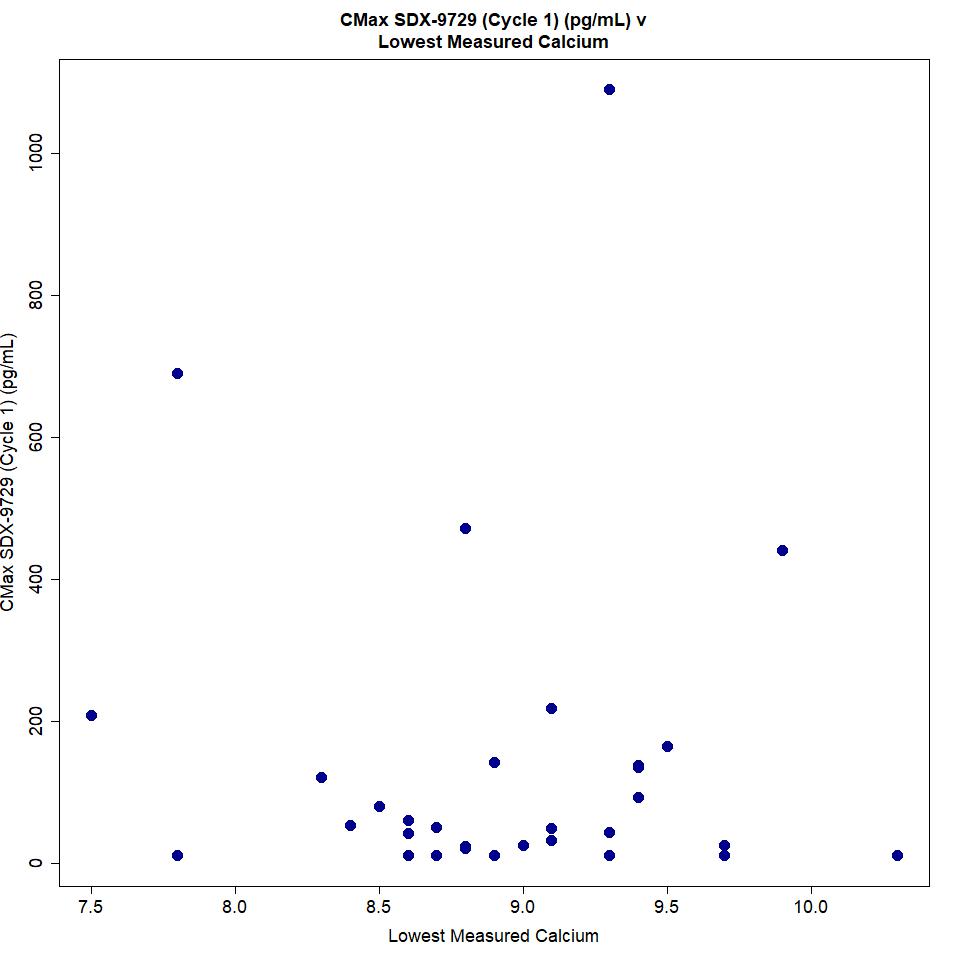 CMax SDX-9729 (Cycle 1) (pg/mL) v
Lowest Measured Calcium
CMax SDX-9729 (Cycle 1) (pg/mL)
1000
800
600
400
200
0
7.5 8.0 8.5 9.0 9.5 10.0
Lowest Measured Calcium